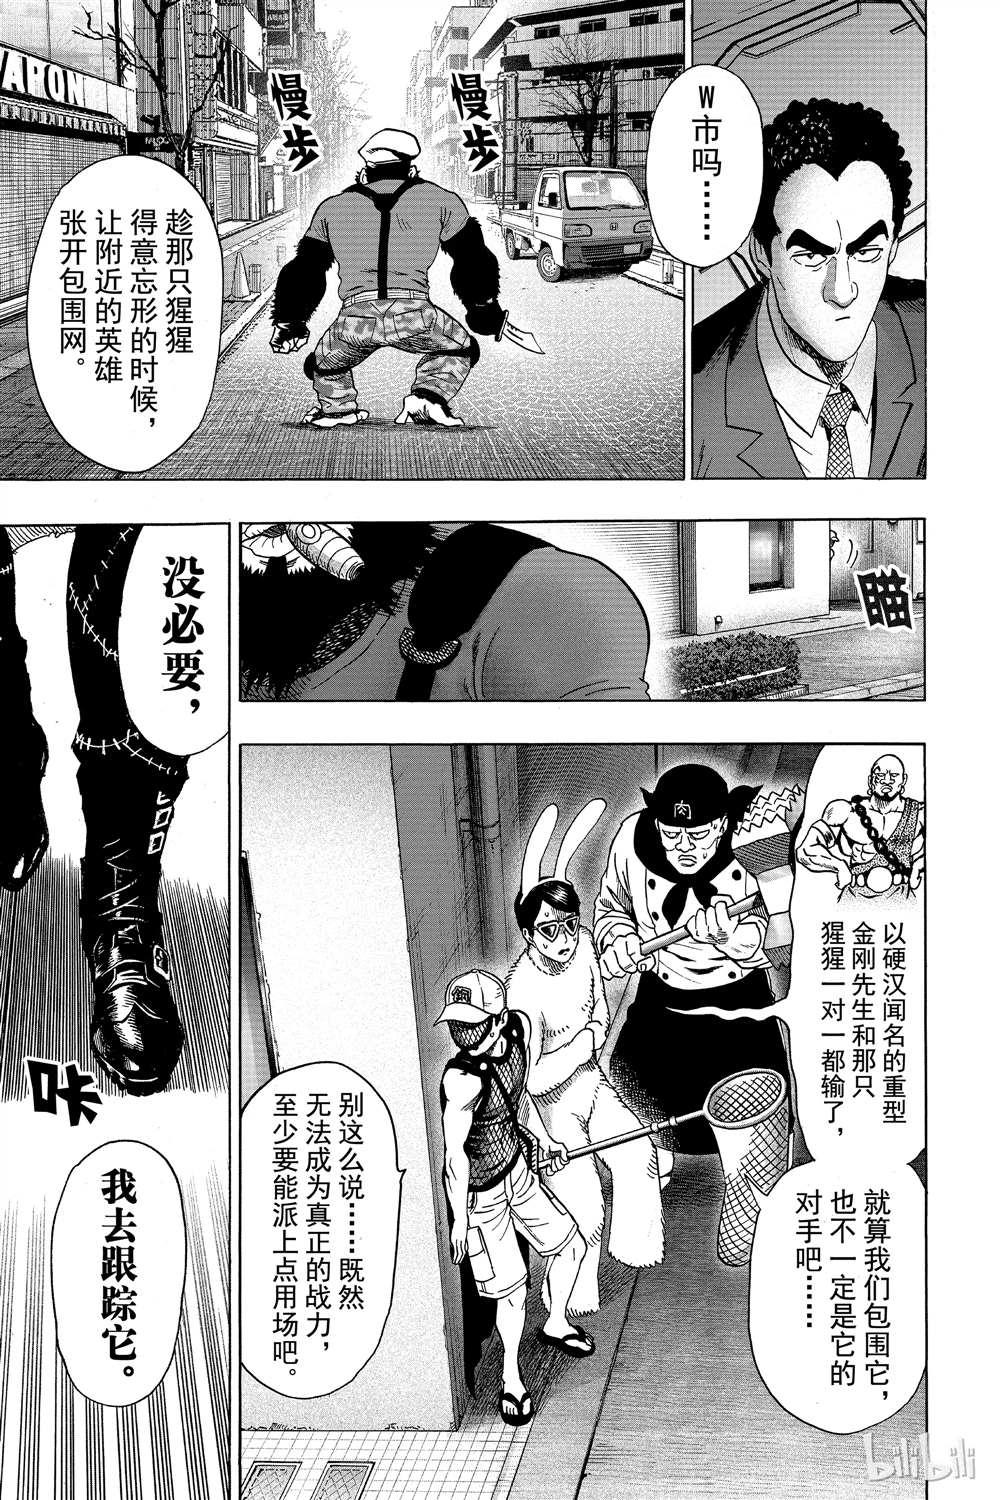 W市吗……
慢步
慢步
VAPON
趁那只猩猩
得意忘形的时候，
让附近的英雄
张开包围网。
瞄
没必要，
以硬汉闻名的重型
金刚先生和那只
猩猩一对一都输了，
肉
就算我们包围它，
也不一定是它的
对手吧……
别这么说……既然
无法成为真正的战力，
至少要能派上点用场吧。
咔
我去跟踪它。
bilibili